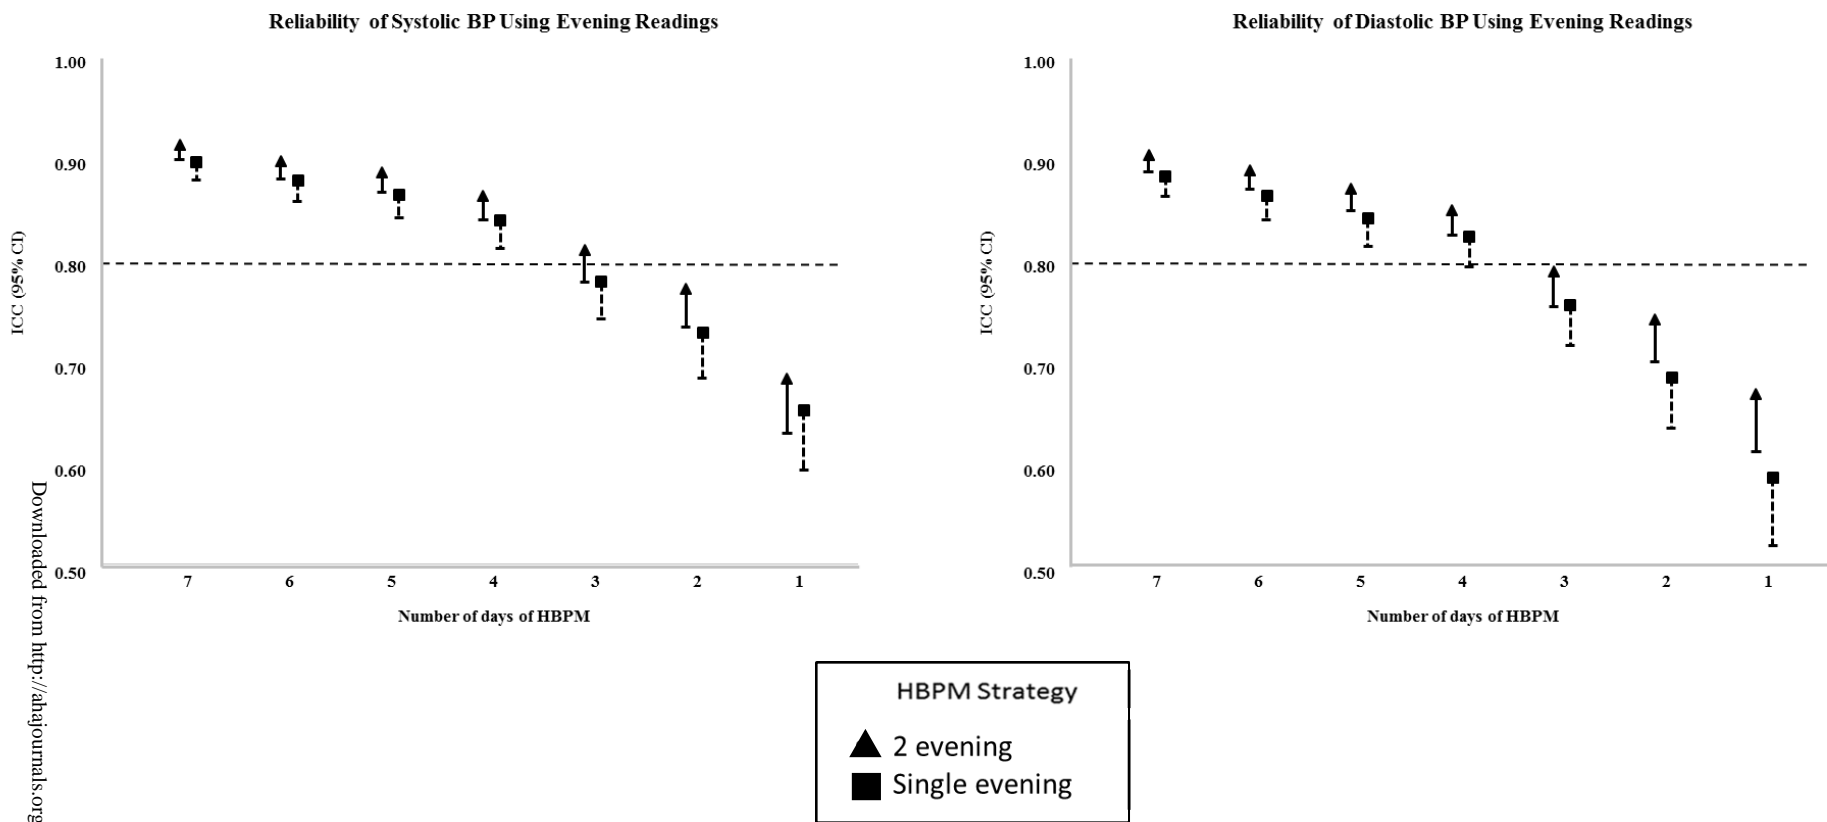 Reliability of Systolic BP Using Evening Readings
1.00
0.90
0.80
0.70
0.60
0.50
ICC (95% CI)
7 6 5 4 3 2 1
Number of days of HBPM
Reliability of Diastolic BP Using Evening Readings
1.00
0.90
0.80
0.70
0.60
0.50
ICC (95% CI)
7 6 5 4 3 2 1
Number of days of HBPM
HBPM Strategy
2 evening
Single evening
Downloaded from http://ahajournals.org